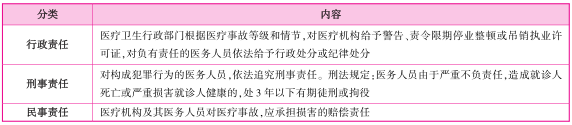 分类 内容
行政责任 医疗卫生行政部门根据医疗事故等级和情节,对医疗机构给予警告、责令限期停业整顿或吊销执业许
可证,对负有责任的医务人员依法给予行政处分或纪律处分
刑事责任 对构成犯罪行为的医务人员,依法追究刑事责任。刑法规定:医务人员由于严重不负责任,造成就诊人
死亡或严重损害就诊人健康的,处3年以下有期徒刑或拘役
民事责任 医疗机构及其医务人员对医疗事故,应承担损害的赔偿责任